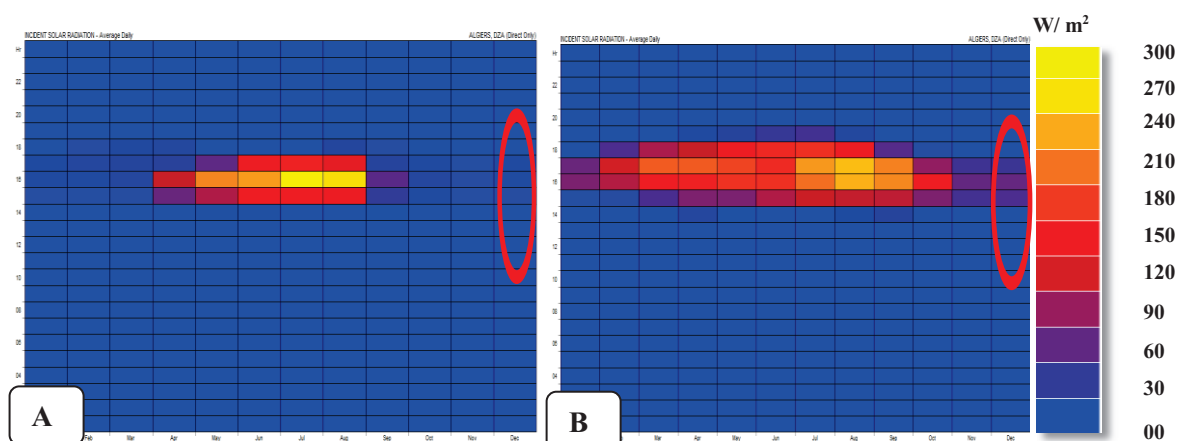 W/ m²
INCIDENT SOLAR RADIATION - Average Daily
ALGERS, DZA (Direct Only)
Hr
22
20
18
16
14
12
10
08
06
04
Feb
Mar
Apr
May
Jun
Jul
Aug
Sep
Oct
Nov
Dec
A
INCIDENT SOLAR RADIATION - Average Daily
ALGERS, DZA (Direct Only)
Hr
22
20
18
16
14
12
10
08
06
04
Mar
Apr
May
Jun
Jul
Aug
Sep
Oct
Nov
Dec
B
300
270
240
210
180
150
120
90
60
30
00